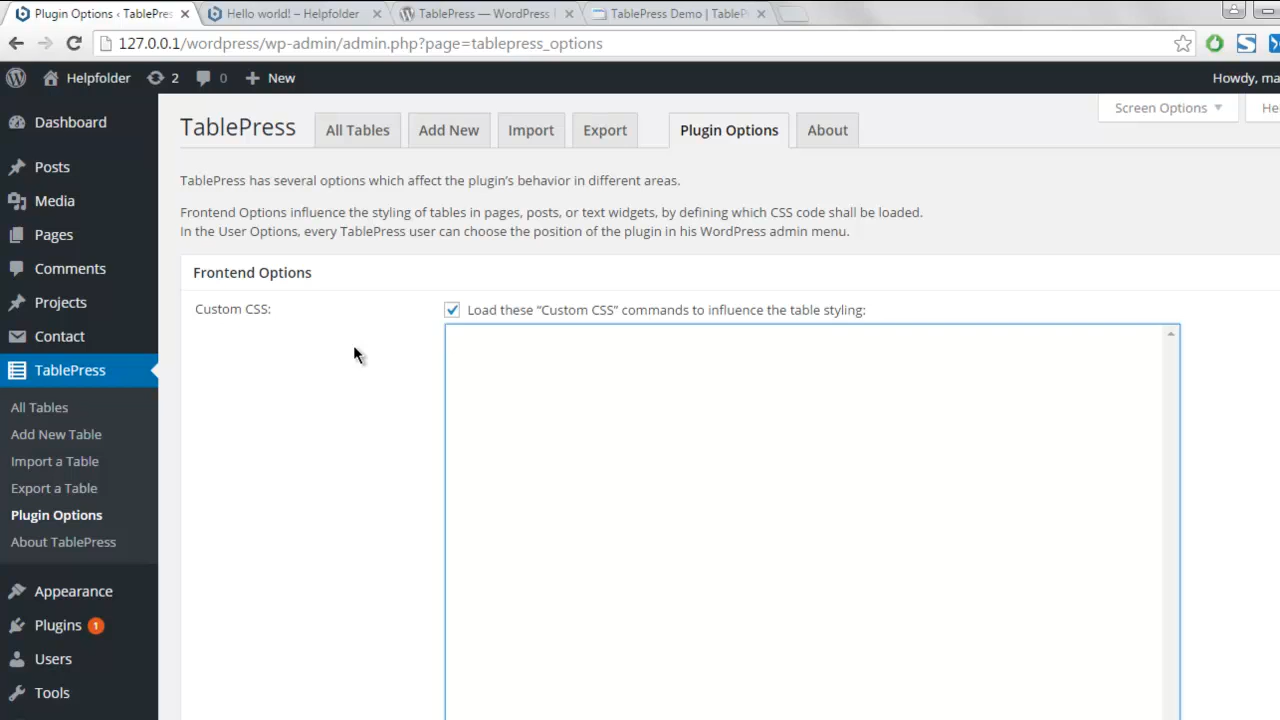 Plugin Options ‹ TablePres
Hello world! – Helpfolder
TablePress — WordPress
TablePress Demo | TableP
127.0.0.1/wordpress/wp-admin/admin.php?page=tablepress_options
Helpfolder 2 0 New Howdy, ma
Screen Options He
Dashboard
Posts
Media
Pages
Comments
Projects
Contact
TablePress
All Tables
Add New Table
Import a Table
Export a Table
Plugin Options
About TablePress
Appearance
Plugins 1
Users
Tools
TablePress All Tables Add New Import Export Plugin Options About
TablePress has several options which affect the plugin's behavior in different areas.
Frontend Options influence the styling of tables in pages, posts, or text widgets, by defining which CSS code shall be loaded.
In the User Options, every TablePress user can choose the position of the plugin in his WordPress admin menu.
Frontend Options
Custom CSS: Load these “Custom CSS” commands to influence the table styling: